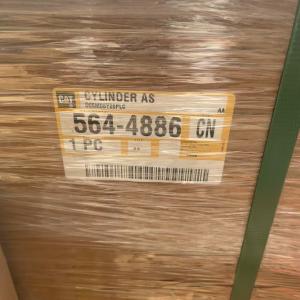 CAT
CYLINDER AS
AA
564-4886 CN
1 PC